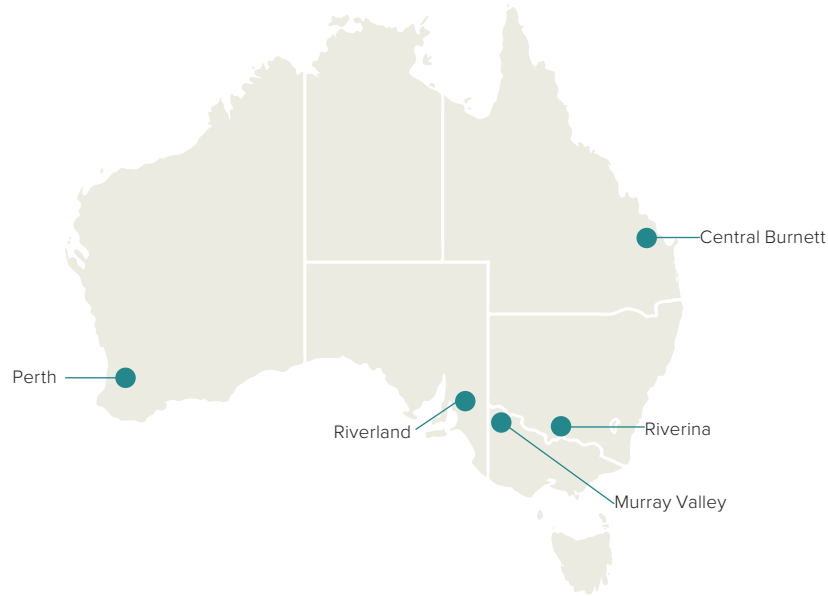 Central Burnett
Perth
Riverland
Riverina
Murray Valley